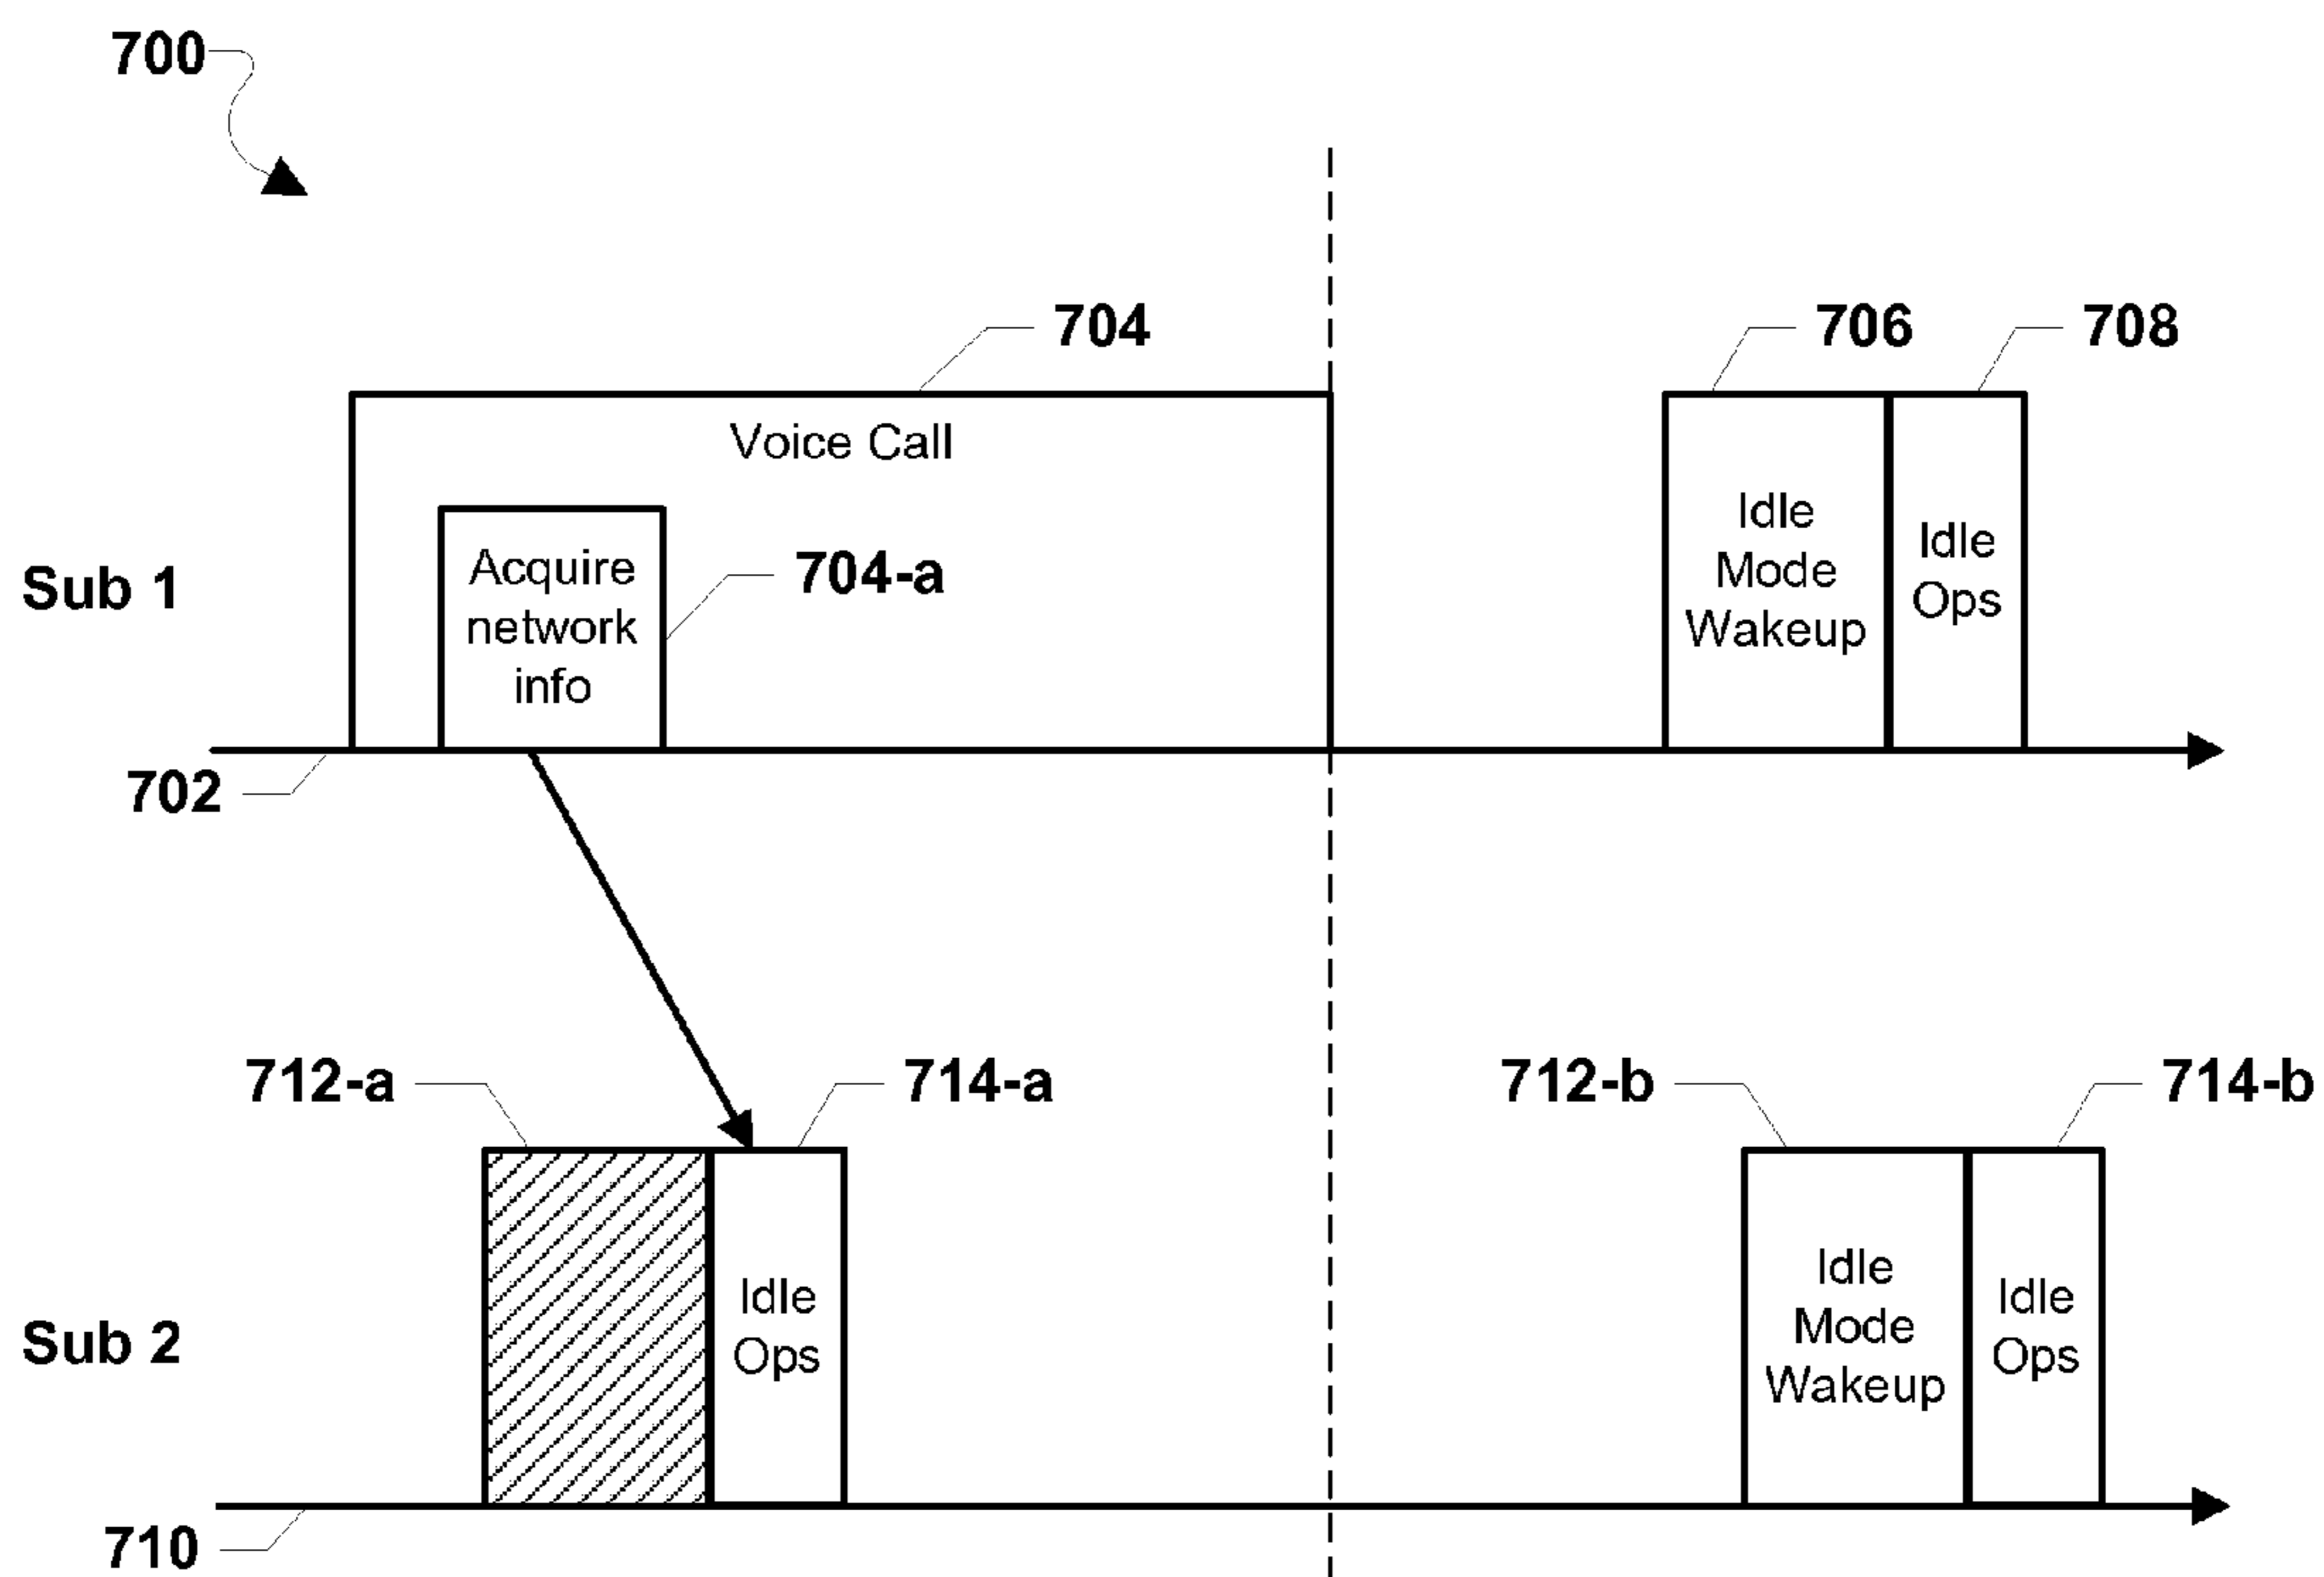 700
704
706
708
Voice Call
Acquire
network
info
704-a
Idle
Mode
Wakeup
Idle
Ops
Sub 1
702
712-a
714-a
712-b
714-b
Idle
Ops
Idle
Mode
Wakeup
Idle
Ops
Sub 2
710